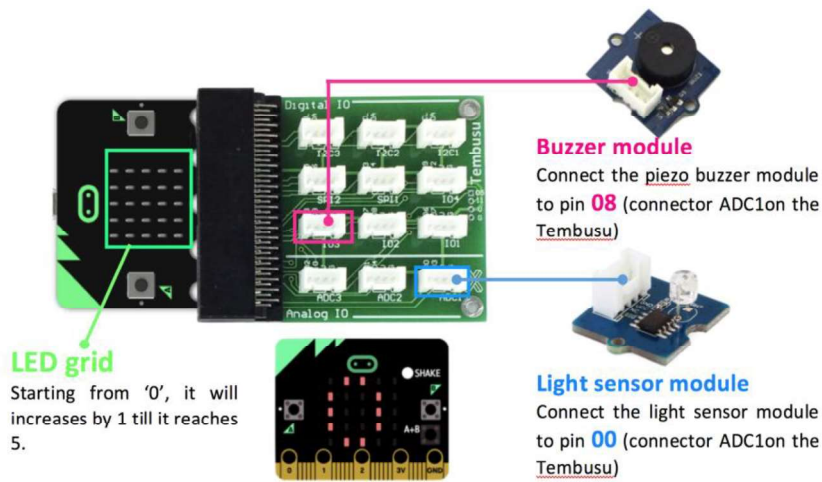 Digital IO
I2C3 I2C2 I2C1
SPI2 SPI1 IO4
IO3 IO2 IO1
ADC3 ADC2 ADC1
Analog IO
Tembusu
Buzzer module
Connect the piezo buzzer module
to pin 08 (connector ADC1on the
Tembusu)
LED grid
Starting from ‘0’, it will
increases by 1 till it reaches
5.
SHAKE
B
A
A+B
0 1 2 3V GND
Light sensor module
Connect the light sensor module
to pin 00 (connector ADC1on the
Tembusu)